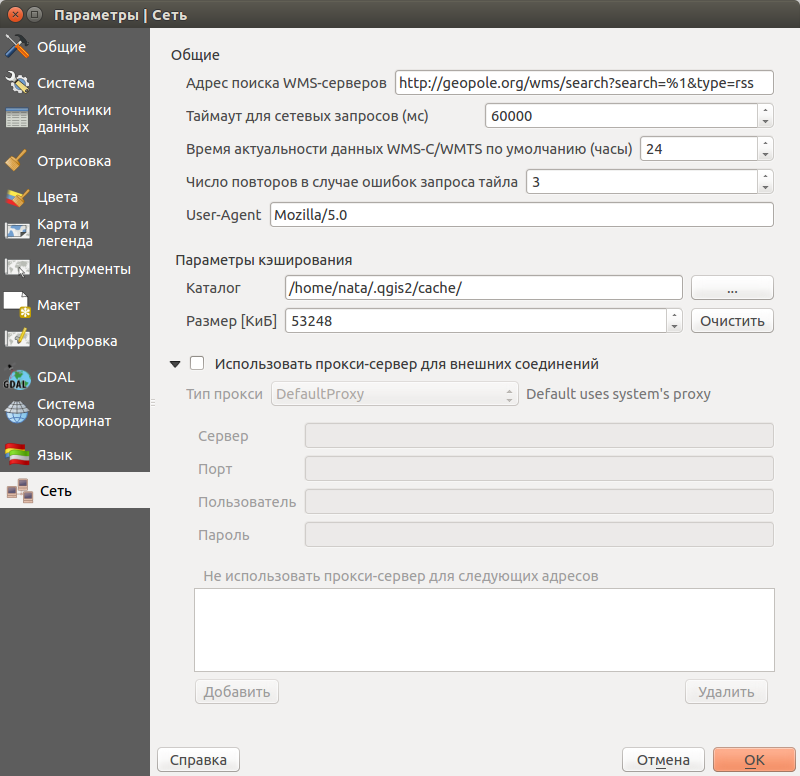 Параметры | Сеть
Общие
Система
Источники
данных
Отрисовка
Цвета
Карта и
легенда
Инструменты
Макет
Оцифровка
GDAL
GDAL
Система
координат
Язык
Сеть
Общие
Адрес поиска WMS-серверов http://geopole.org/wms/search?search=%1&type=rss
Таймаут для сетевых запросов (мс) 60000
Время актуальности данных WMS-C/WMTS по умолчанию (часы) 24
Число повторов в случае ошибок запроса тайла 3
User-Agent Mozilla/5.0
Параметры кэширования
Каталог /home/nata/.qgis2/cache/ ...
Размер [КиБ] 53248 Очистить
Использовать прокси-сервер для внешних соединений
Тип прокси DefaultProxy Default uses system's proxy
Сервер
Порт
Пользователь
Пароль
Не использовать прокси-сервер для следующих адресов
Добавить Удалить
Справка Отмена OK